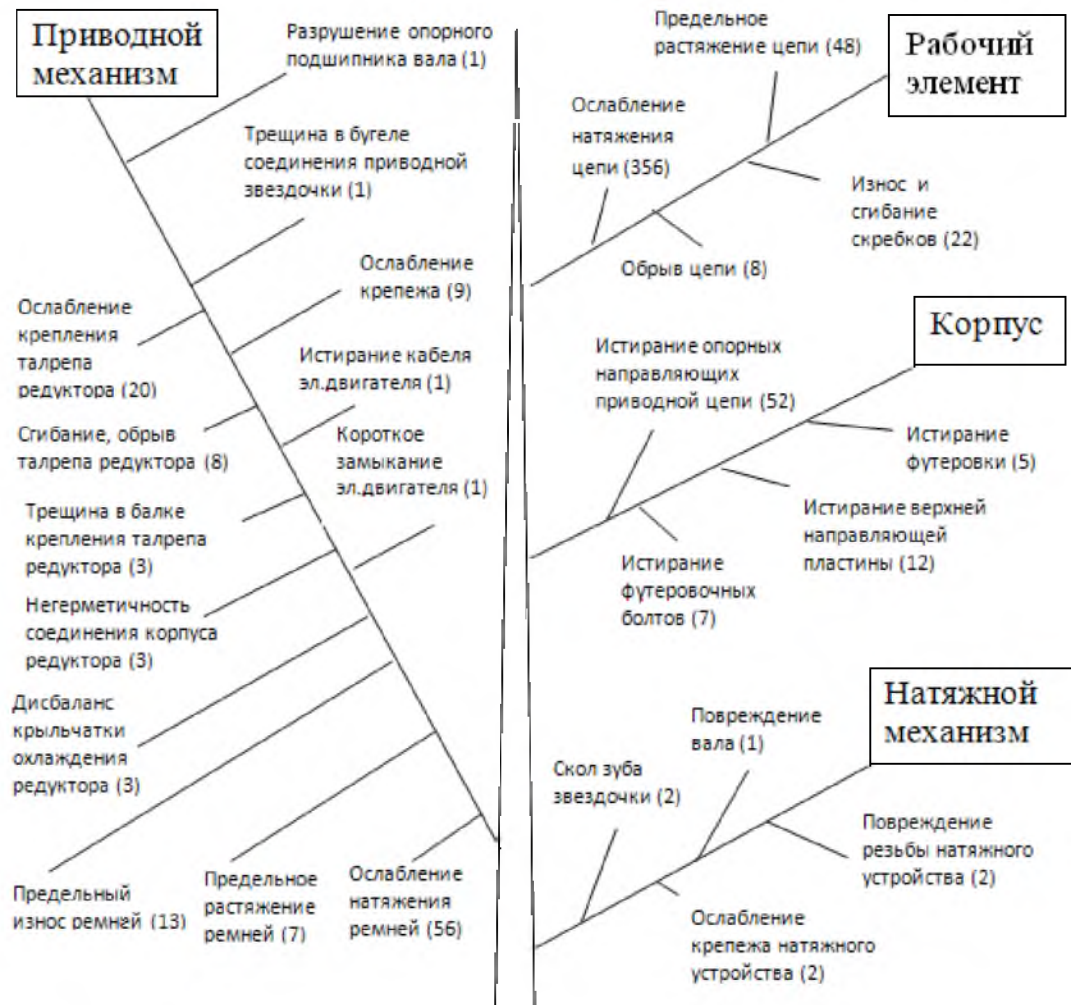 Приводной
механизм
Разрушение опорного
подшипника вала (1)
Трещина в бугеле
соединения приводной
звездочки (1)
Ослабление
крепежа (9)
Ослабление
крепления
талрепа
редуктора (20)
Истирание кабеля
эл.двигателя (1)
Сгибание, обрыв
талрепа редуктора (8)
Короткое
замыкание
эл.двигателя (1)
Трещина в балке
крепления талрепа
редуктора (3)
Негерметичность
соединения корпуса
редуктора (3)
Дисбаланс
крыльчатки
охлаждения
редуктора (3)
Предельный
износ ремней (13)
Предельное
растяжение
ремней (7)
Ослабление
натяжения
ремней (56)
Рабочий
элемент
Предельное
растяжение цепи (48)
Ослабление
натяжения
цепи (356)
Износ и
сгибание
скребков (22)
Обрыв цепи (8)
Корпус
Истирание опорных
направляющих
приводной цепи (52)
Истирание
футеровки (5)
Истирание верхней
направляющей
пластины (12)
Истирание
футеровочных
болтов (7)
Натяжной
механизм
Повреждение
вала (1)
Скол зуба
звездочки (2)
Повреждение
резьбы натяжного
устройства (2)
Ослабление
крепежа натяжного
устройства (2)